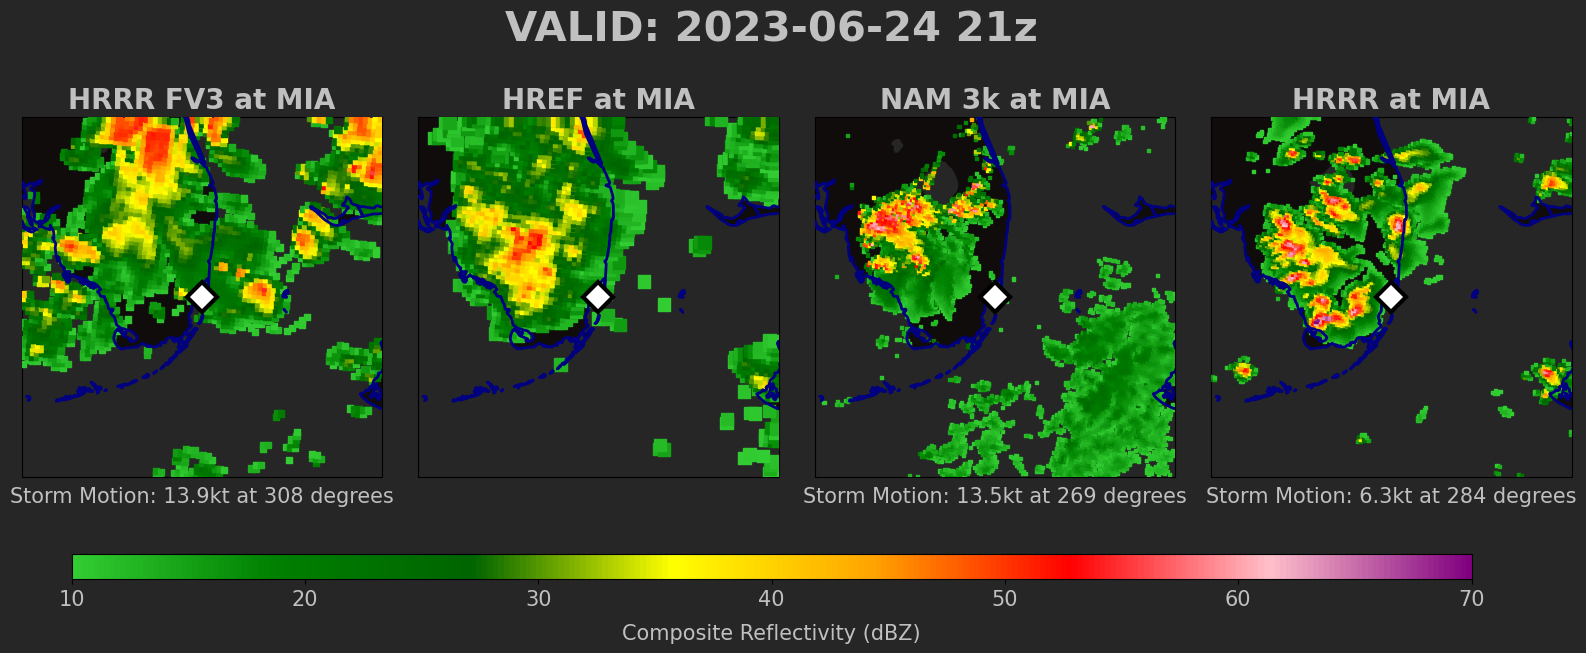 VALID: 2023-06-24 21z
HRRR FV3 at MIA
HREF at MIA
NAM 3k at MIA
HRRR at MIA
Storm Motion: 13.9kt at 308 degrees
Storm Motion: 13.5kt at 269 degrees
Storm Motion: 6.3kt at 284 degrees
10 20 30 40 50 60 70
Composite Reflectivity (dBZ)